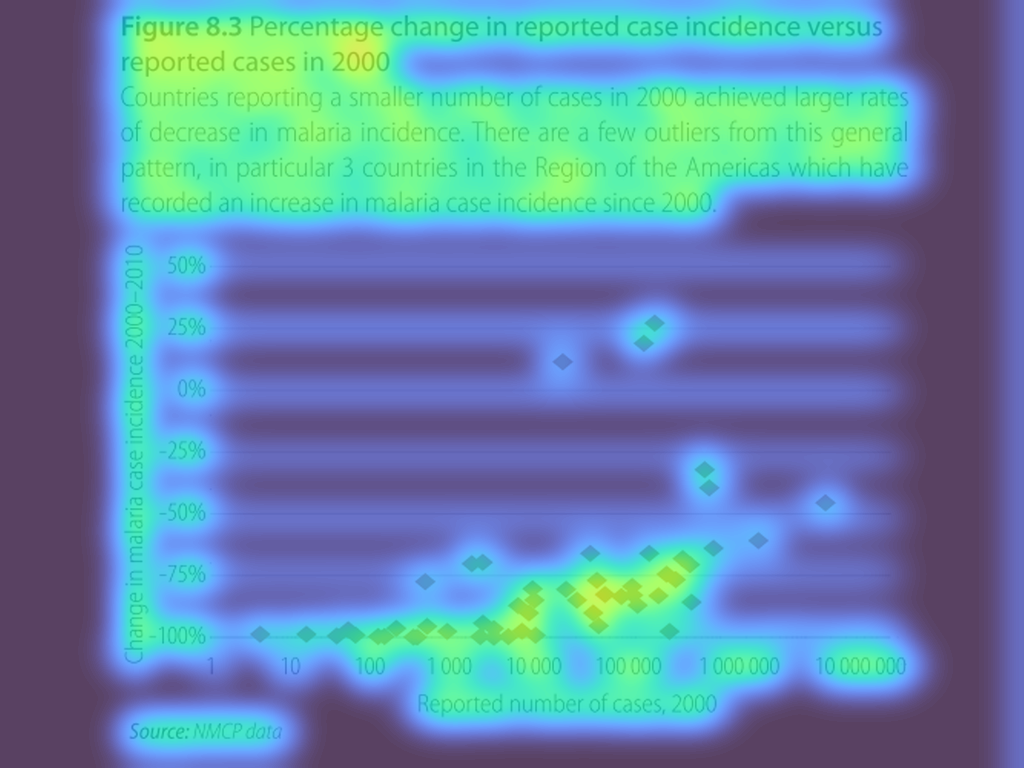 Figure 8.3 Percentage change in reported case incidence versus
reported cases in 2000
Countries reporting a smaller number of cases in 2000 achieved larger rates
of decrease in malaria incidence. There are a few outliers from this general
pattern, in particular 3 countries in the Region of the Americas which have
recorded an increase in malaria case incidence since 2000.
Change in malaria case incidence 2000–2010
50%
25%
0%
-25%
-50%
-75%
-100%
1 10 100 1 000 10 000 100 000 1 000 000 10 000 000
Reported number of cases, 2000
Source: NMCP data